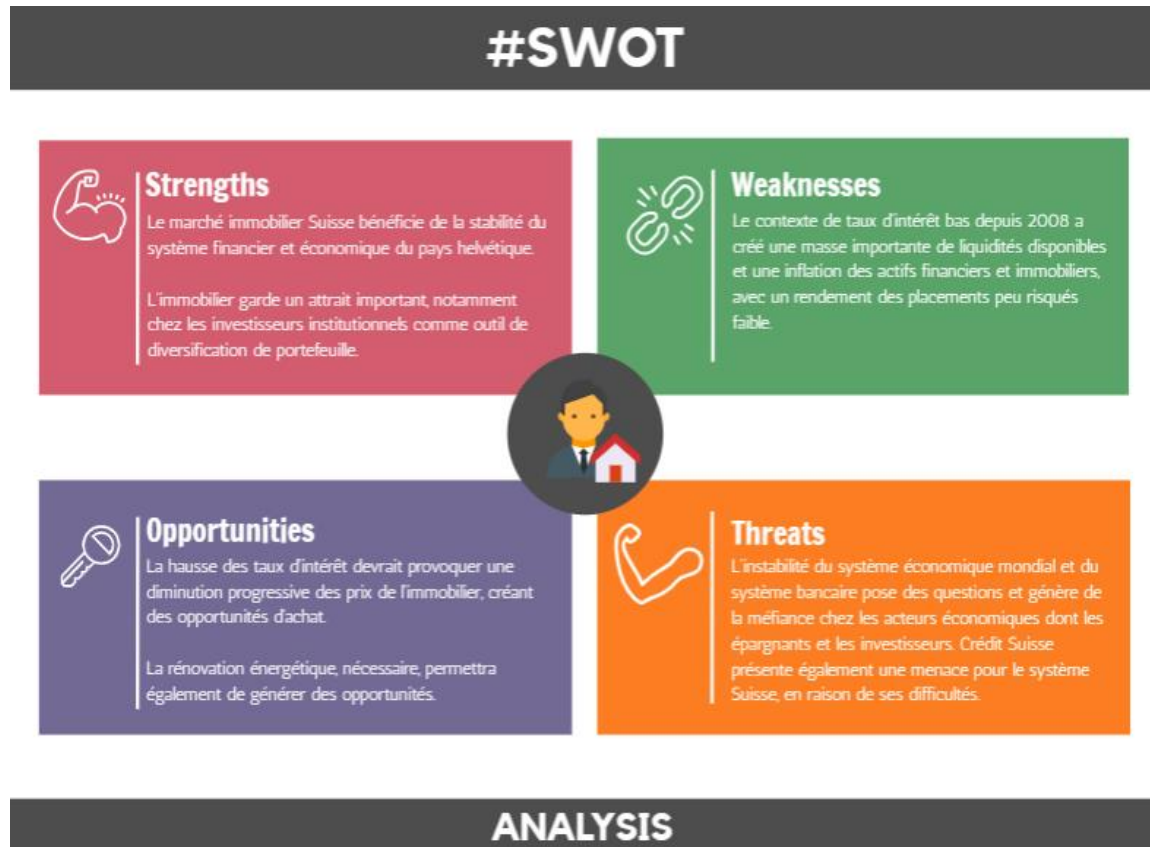 #SWOT
Strengths
Le marché immobilier Suisse bénéficie de la stabilité du
système financier et économique du pays helvétique.
L'immobilier garde un attrait important, notamment
chez les investisseurs institutionnels comme outil de
diversification de portefeuille.
Weaknesses
Le contexte de taux d'intérêt bas depuis 2008 a
créé une masse importante de liquidités disponibles
et une inflation des actifs financiers et immobiliers,
avec un rendement des placements peu risqués
faible.
Opportunities
La hausse des taux d'intérêt devrait provoquer une
diminution progressive des prix de l'immobilier, créant
des opportunités d'achat.
La rénovation énergétique, nécessaire, permettra
également de générer des opportunités.
Threats
L'instabilité du système économique mondial et du
système bancaire pose des questions et génère de
la méfiance chez les acteurs économiques dont les
épargnants et les investisseurs. Crédit Suisse
présente également une menace pour le système
Suisse, en raison de ses difficultés.
ANALYSIS